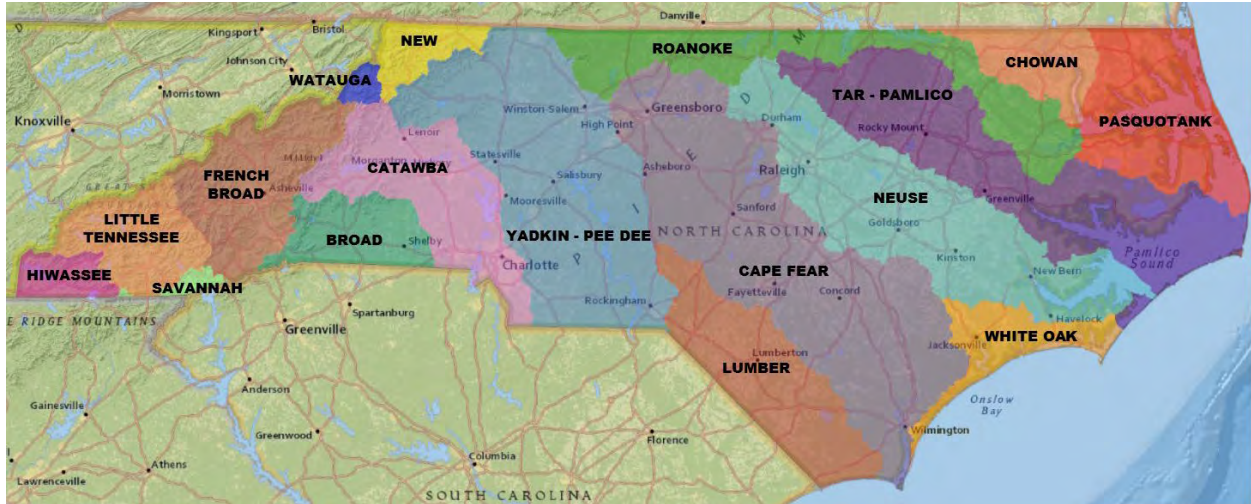 Danville
Bristol
Kingsport
NEW
ROANOKE
M
CHOWAN
Johnson City
WATAUGA
TAR - PAMLICO
Morristown
D
Winston-Salem
Greensboro
Knoxville
High Point
Durham
Rocky Mount
PASQUOTANK
Lenoir
E
Morganton
CATAWBA
Statesville
Asheboro
Raleigh
FRENCH
BROAD
Asheville
Salisbury
Mooresville
I
Sanford
NEUSE
Greenville
LITTLE
TENNESSEE
Goldsboro
BROAD
Shelby
YADKIN - PEE DEE
NORTH CAROLINA
P
Kinston
Pamlico
Sound
HIWASSEE
Charlotte
CAPE FEAR
New Bern
SAVANNAH
Fayetteville
Concord
Rockingham
Havelock
E RIDGE MOUNTAINS
Spartanburg
Greenville
WHITE OAK
Jacksonville
Lumberton
LUMBER
Anderson
Onslow
Bay
Gainesville
Greenwood
Florence
Wilmington
Columbia
Athens
Lawrenceville
SOUTH CAROLINA